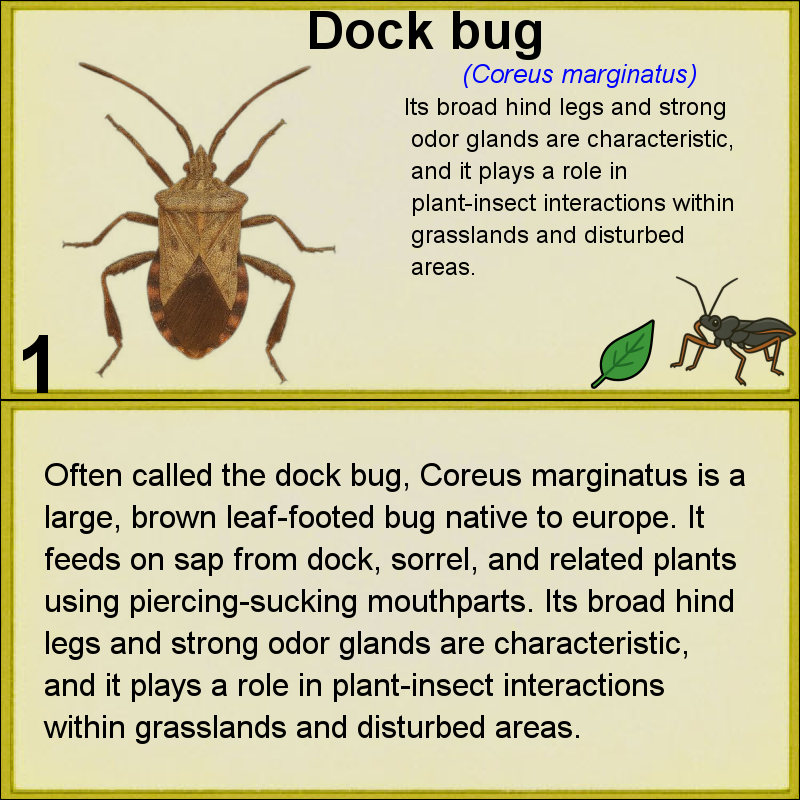 Dock bug
(Coreus marginatus)
Its broad hind legs and strong
odor glands are characteristic,
and it plays a role in
plant-insect interactions within
grasslands and disturbed
areas.
1
Often called the dock bug, Coreus marginatus is a
large, brown leaf-footed bug native to europe. It
feeds on sap from dock, sorrel, and related plants
using piercing-sucking mouthparts. Its broad hind
legs and strong odor glands are characteristic,
and it plays a role in plant-insect interactions
within grasslands and disturbed areas.